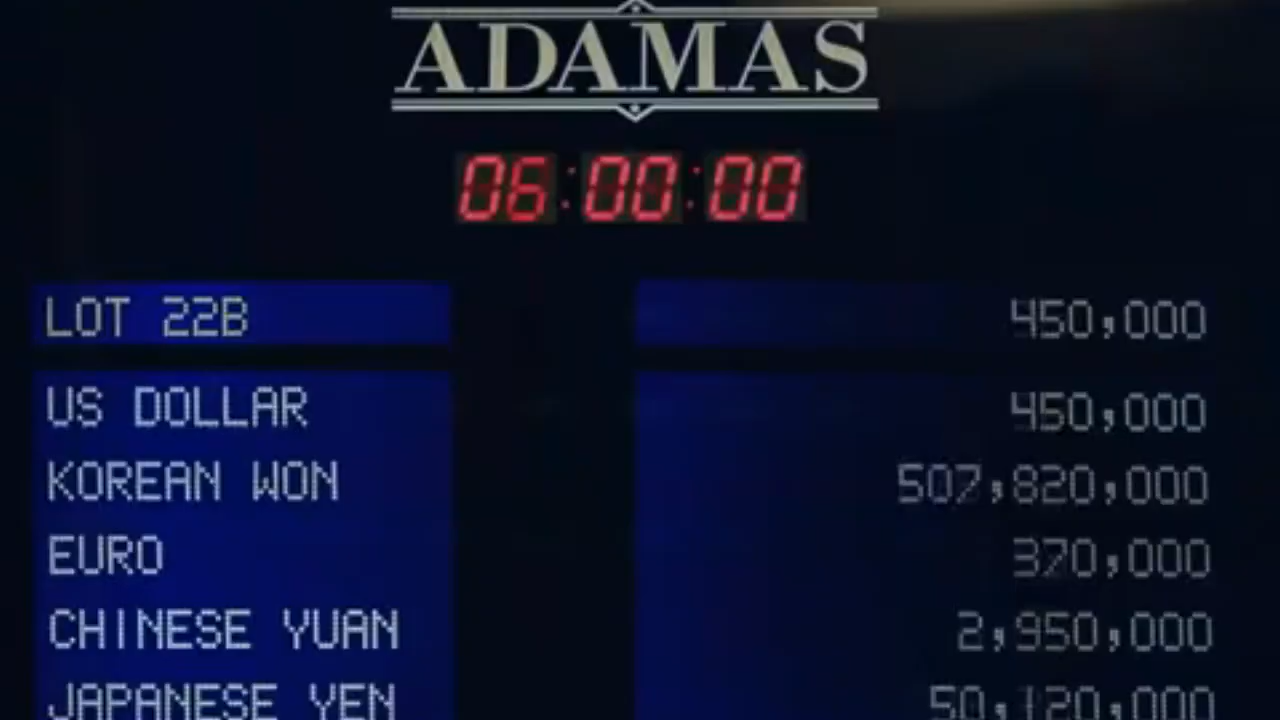 ADAMAS
06:00:00
LOT 22B 450,000
US DOLLAR 450,000
KOREAN WON 507,820,000
EURO 370,000
CHINESE YUAN 2,950,000
JAPANESE YEN 50,120,000